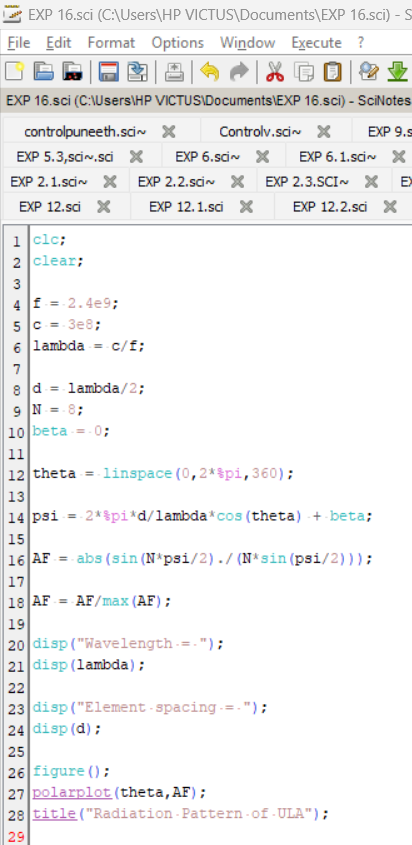 EXP 16.sci (C:\Users\HP VICTUS\Documents\EXP 16.sci) - S
File Edit Format Options Window Execute ?
EXP 16.sci (C:\Users\HP VICTUS\Documents\EXP 16.sci) - SciNotes
controlpuneeth.sci~ Controlv.sci~ EXP 9.s
EXP 5.3,sci~.sci EXP 6.sci~ EXP 6.1.sci~
EXP 2.1.sci~ EXP 2.2.sci~ EXP 2.3.SCI~ EX
EXP 12.sci EXP 12.1.sci EXP 12.2.sci
1 clc;
2 clear;
3
4 f = 2.4e9;
5 c = 3e8;
6 lambda = c/f;
7
8 d = lambda/2;
9 N = 8;
10 beta = 0;
11
12 theta = linspace(0,2*%pi,360);
13
14 psi = 2*%pi*d/lambda*cos(theta) + beta;
15
16 AF = abs(sin(N*psi/2)./(N*sin(psi/2)));
17
18 AF = AF/max(AF);
19
20 disp("Wavelength = ");
21 disp(lambda);
22
23 disp("Element spacing = ");
24 disp(d);
25
26 figure();
27 polarplot(theta,AF);
28 title("Radiation Pattern of ULA");
29